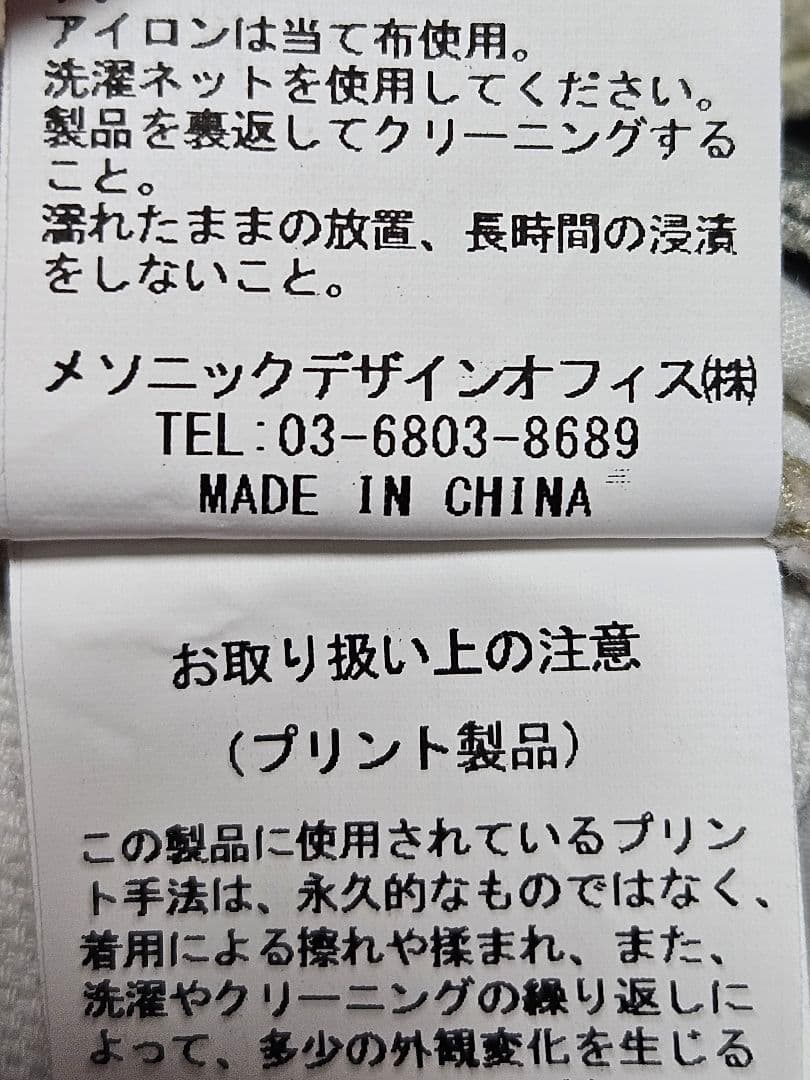 アイロンは当て布使用。
洗濯ネットを使用してください。
製品を裏返してクリーニングする
こと。
濡れたままの放置、長時間の浸漬
をしないこと。
メソニックデザインオフィス㈱
TEL:03-6803-8689
MADE IN CHINA
お取り扱い上の注意
(プリント製品)
この製品に使用されているプリン
ト手法は、永久的なものではなく、
着用による擦れや揉まれ、また、
洗濯やクリーニングの繰り返しに
よって、多少の外観変化を生じる